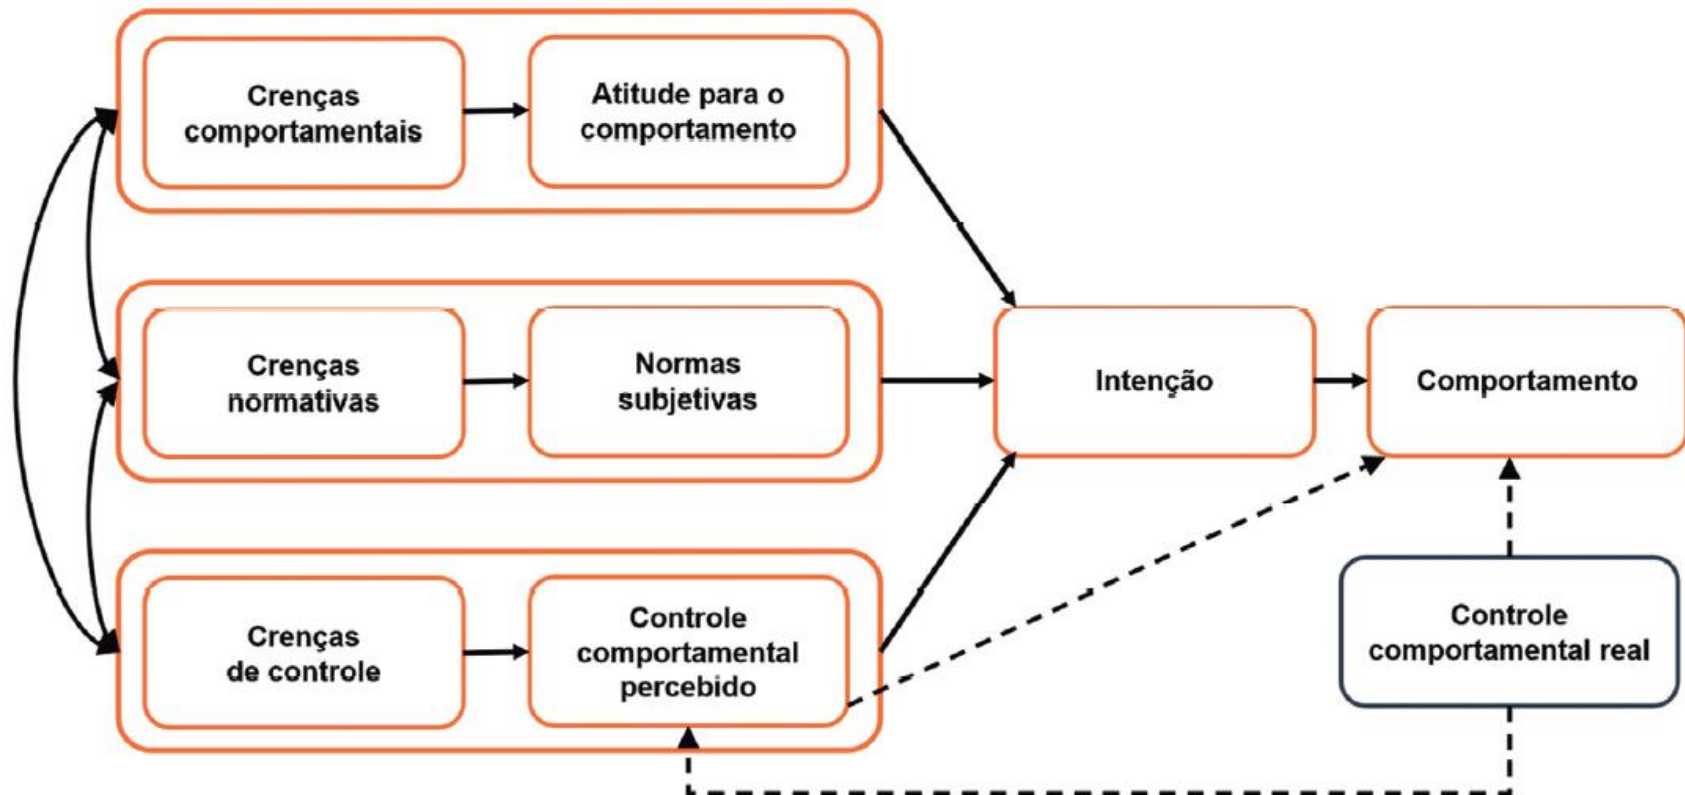 Crenças
comportamentais
Atitude para o
comportamento
Crenças
normativas
Normas
subjetivas
Intenção
Comportamento
Crenças
de controle
Controle
comportamental
percebido
Controle
comportamental real